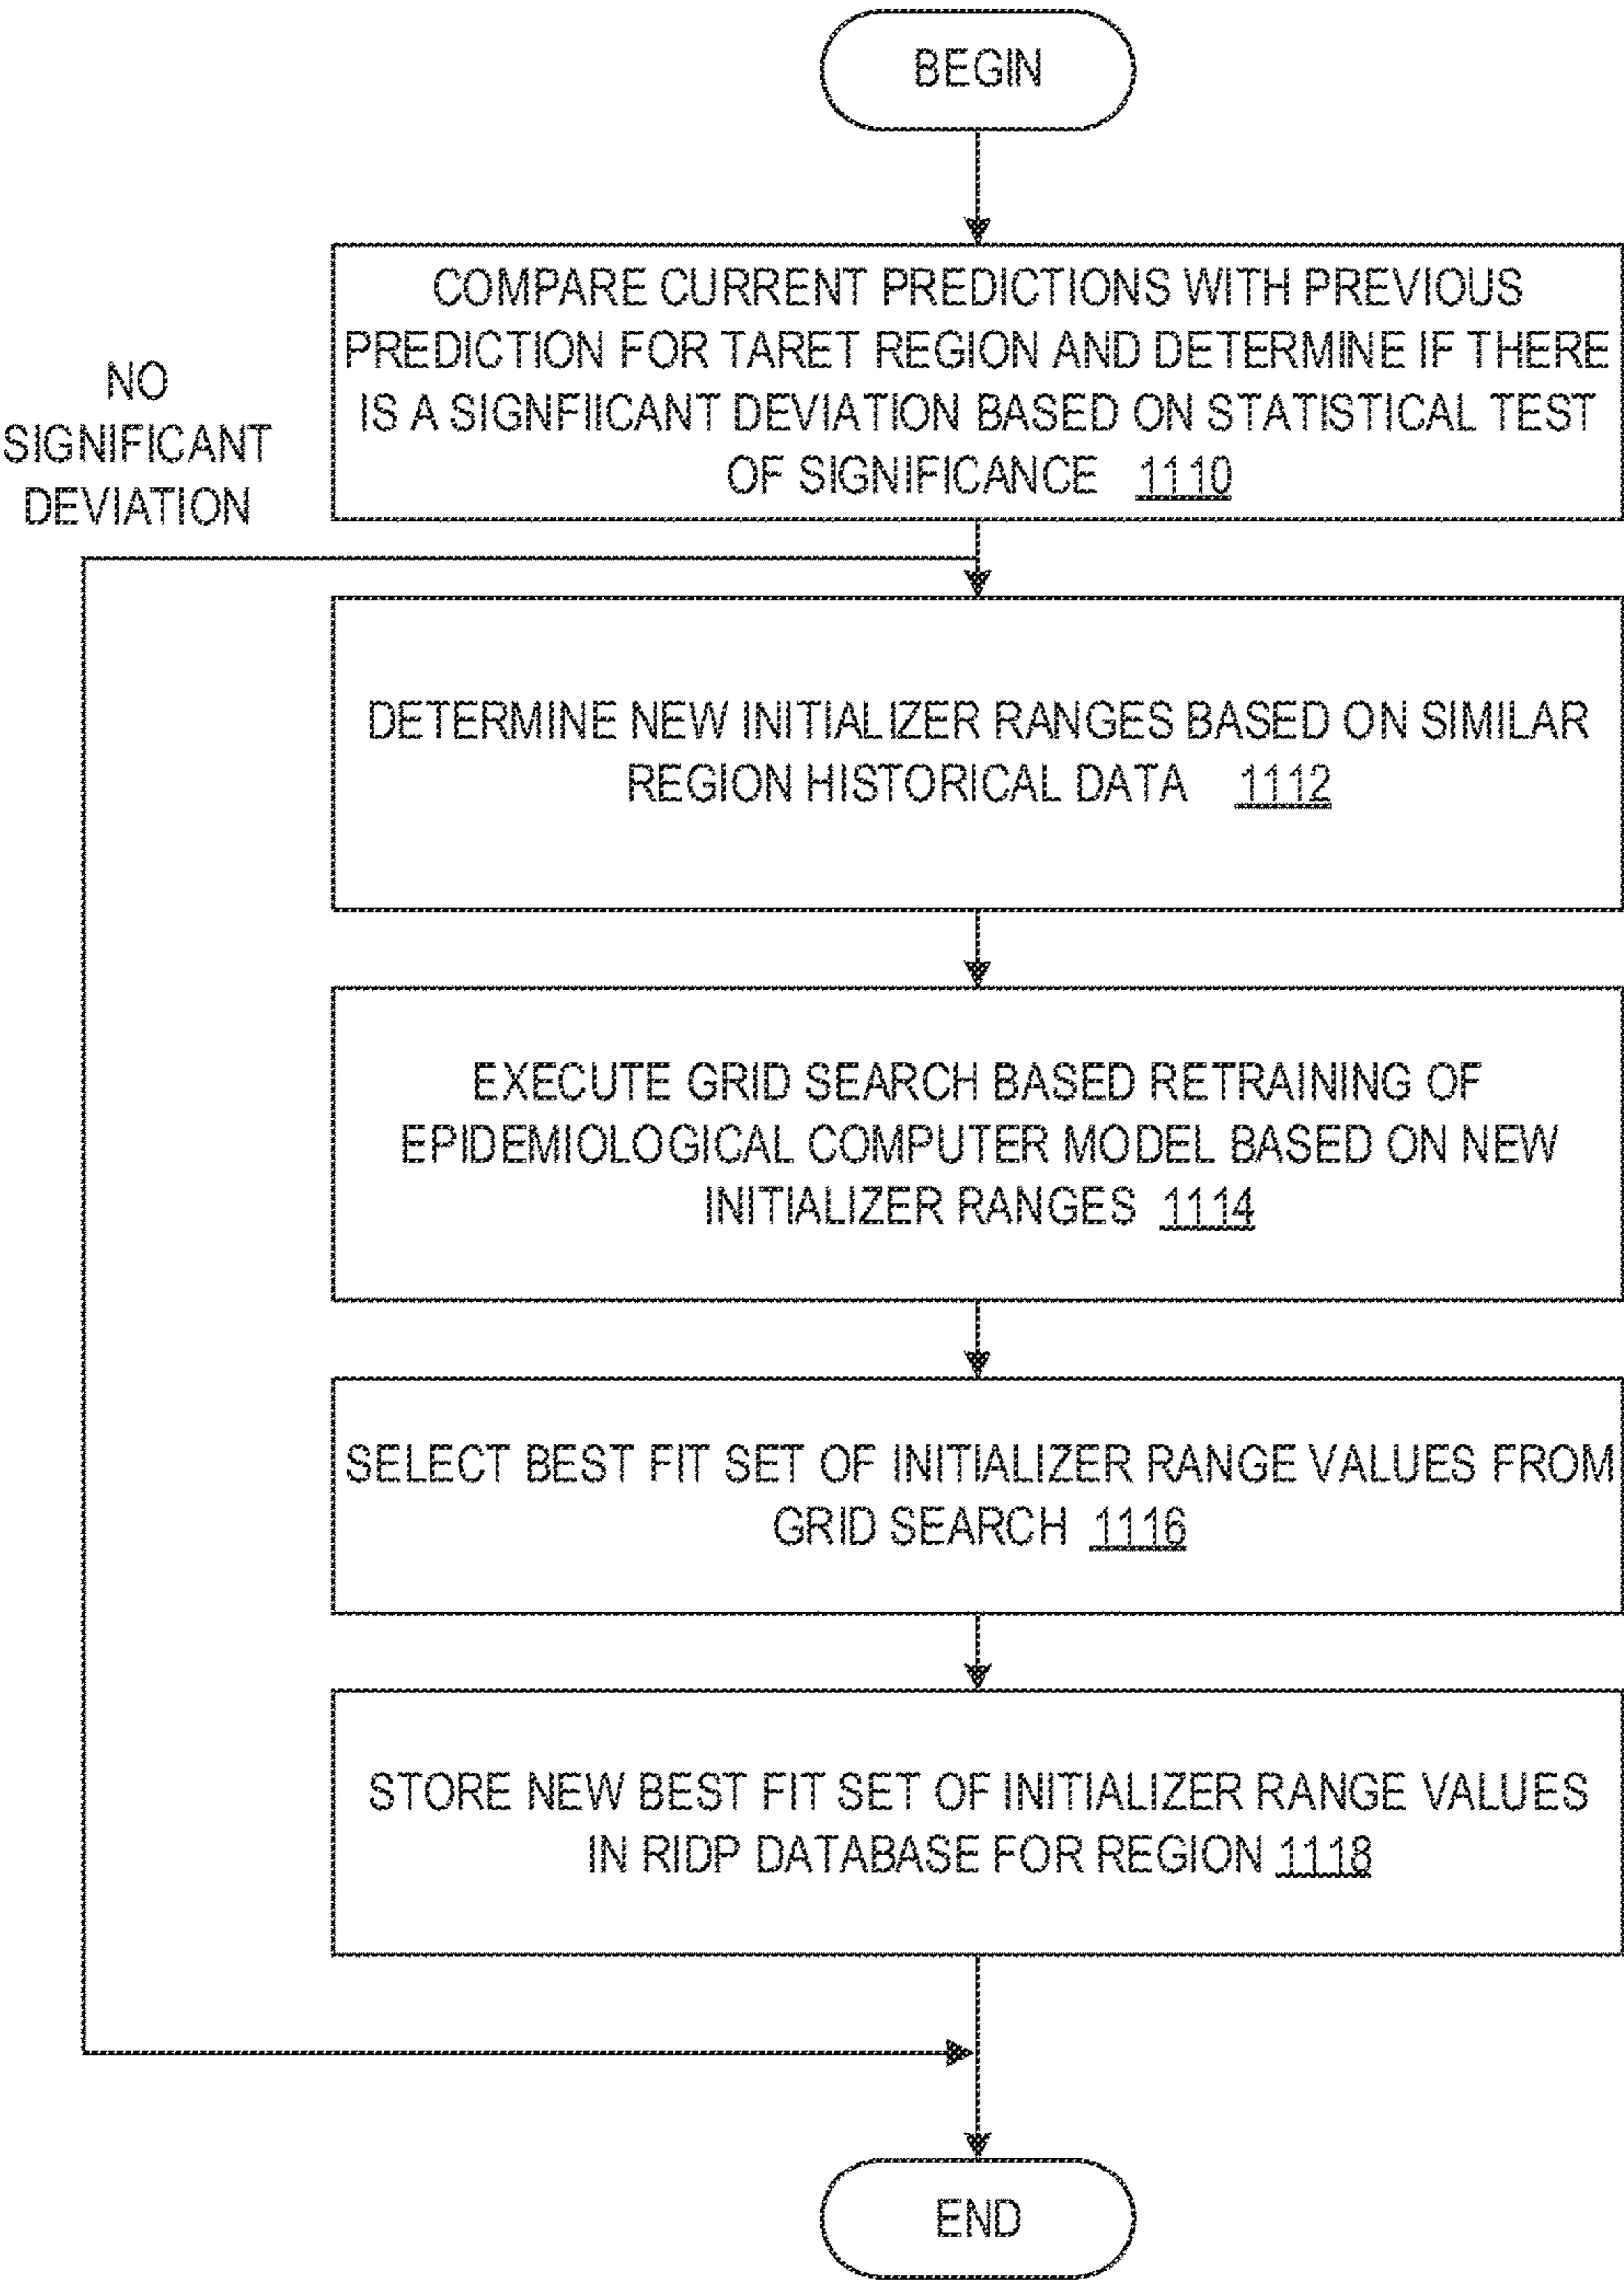 BEGIN
COMPARE CURRENT PREDICTIONS WITH PREVIOUS
PREDICTION FOR TARET REGION AND DETERMINE IF THERE
IS A SIGNFIICANT DEVIATION BASED ON STATISTICAL TEST
OF SIGNIFICANCE 1110
NO
SIGNIFICANT
DEVIATION
DETERMINE NEW INITIALIZER RANGES BASED ON SIMILAR
REGION HISTORICAL DATA 1112
EXECUTE GRID SEARCH BASED RETRAINING OF
EPIDEMIOLOGICAL COMPUTER MODEL BASED ON NEW
INITIALIZER RANGES 1114
SELECT BEST FIT SET OF INITIALIZER RANGE VALUES FROM
GRID SEARCH 1116
STORE NEW BEST FIT SET OF INITIALIZER RANGE VALUES
IN RIDP DATABASE FOR REGION 1118
END